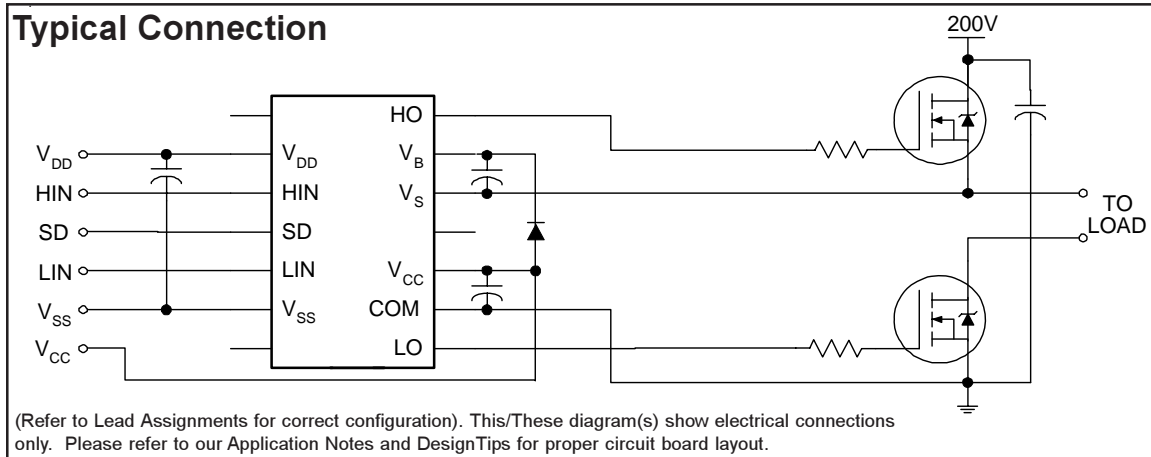 Typical Connection
200V
HO
V_DD
V_DD
V_B
HIN
HIN
V_S
TO
LOAD
SD
SD
LIN
LIN
V_CC
V_SS
V_SS
COM
V_CC
LO
(Refer to Lead Assignments for correct configuration). This/These diagram(s) show electrical connections
only. Please refer to our Application Notes and DesignTips for proper circuit board layout.